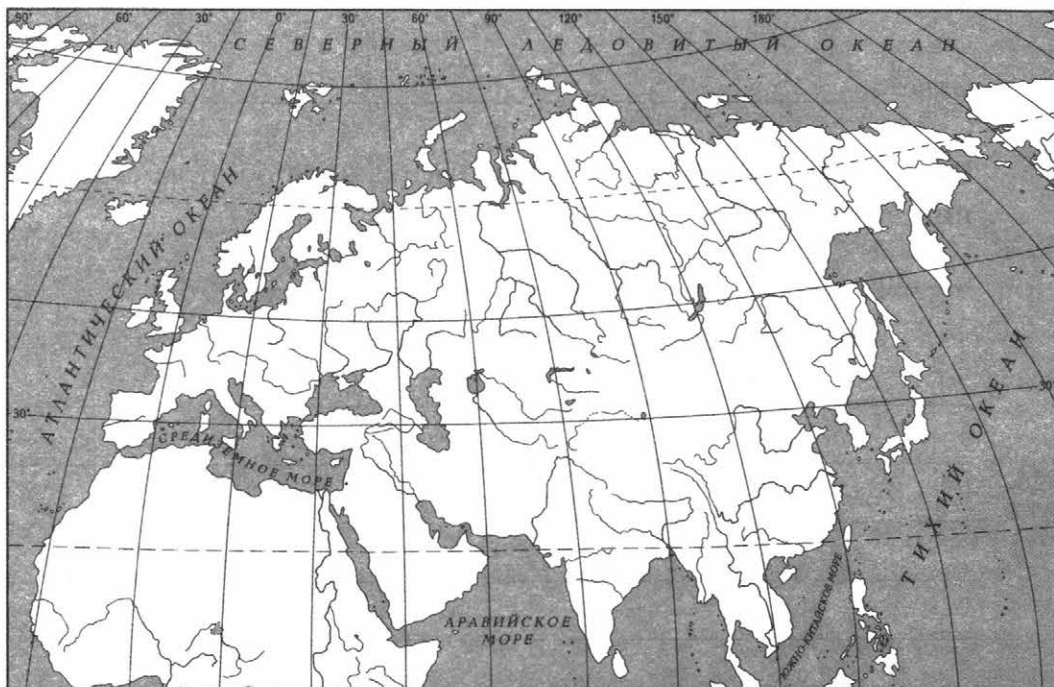 90° 60° 30° 0° 30° 60° 90° 120° 150° 180°
СЕВЕРНЫЙ ЛЕДОВИТЫЙ ОКЕАН
АТЛАНТИЧЕСКИЙ ОКЕАН
30°
30°
СРЕДИЗЕМНОЕ МОРЕ
ТИХИЙ ОКЕАН
АРАВИЙСКОЕ
МОРЕ
ЮЖНО-КИТАЙСКОЕ МОРЕ